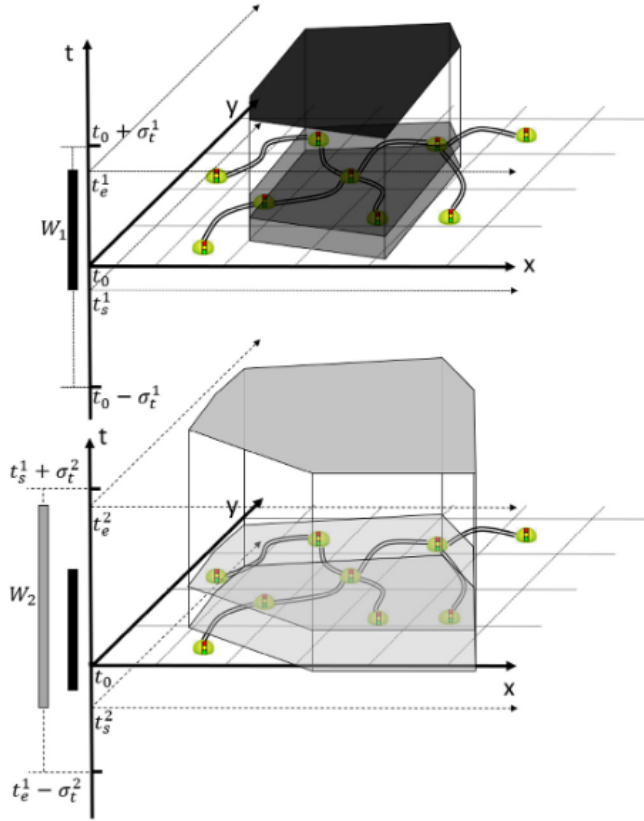 t
y
t₀ + σₜ¹
tₑ¹
W₁
t₀
x
tₛ¹
t₀ − σₜ¹
t
tₛ¹ + σₜ²
y
tₑ²
W₂
t₀
x
tₛ²
tₑ¹ − σₜ²